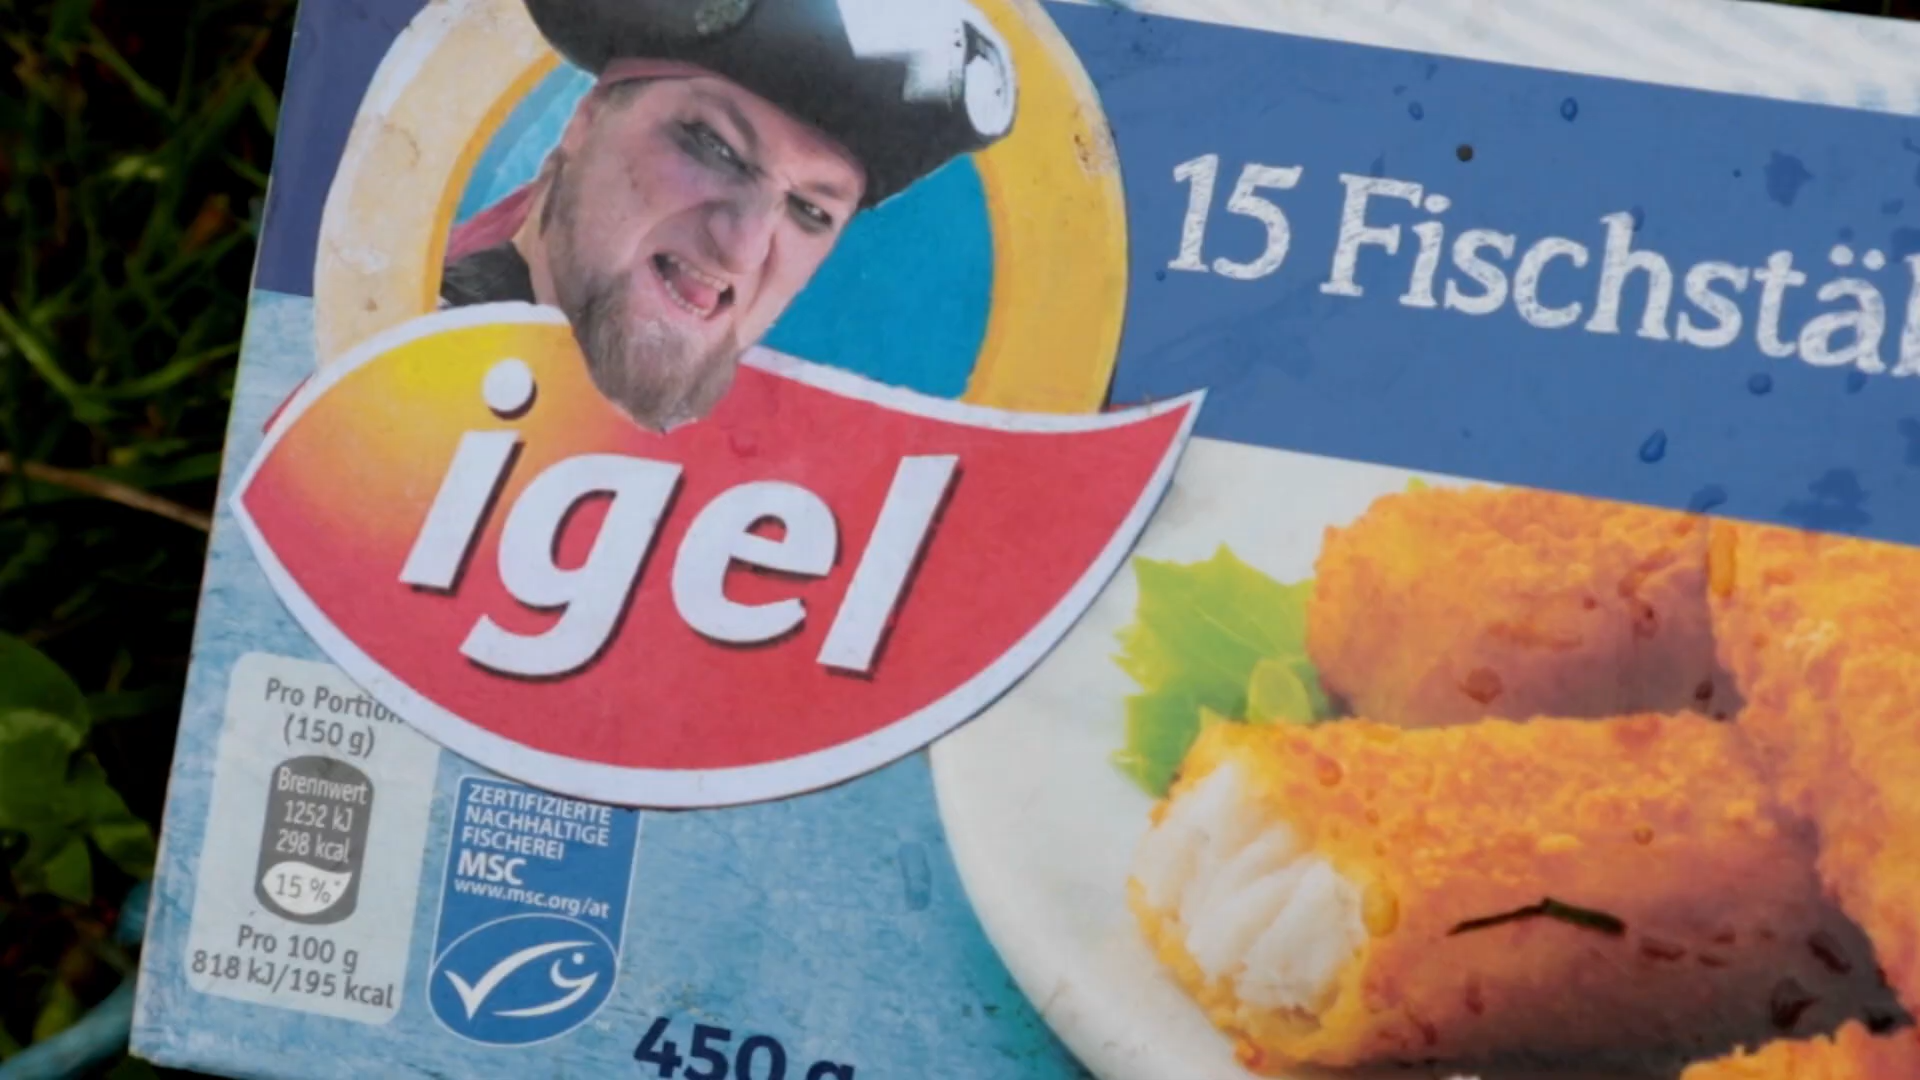 15 Fischstäb
igel
Pro Portion
(150 g)
Brennwert
1252 kJ
298 kcal
15 %*
Pro 100 g
818 kJ/195 kcal
ZERTIFIZIERTE
NACHHALTIGE
FISCHEREI
MSC
www.msc.org/at
450 g